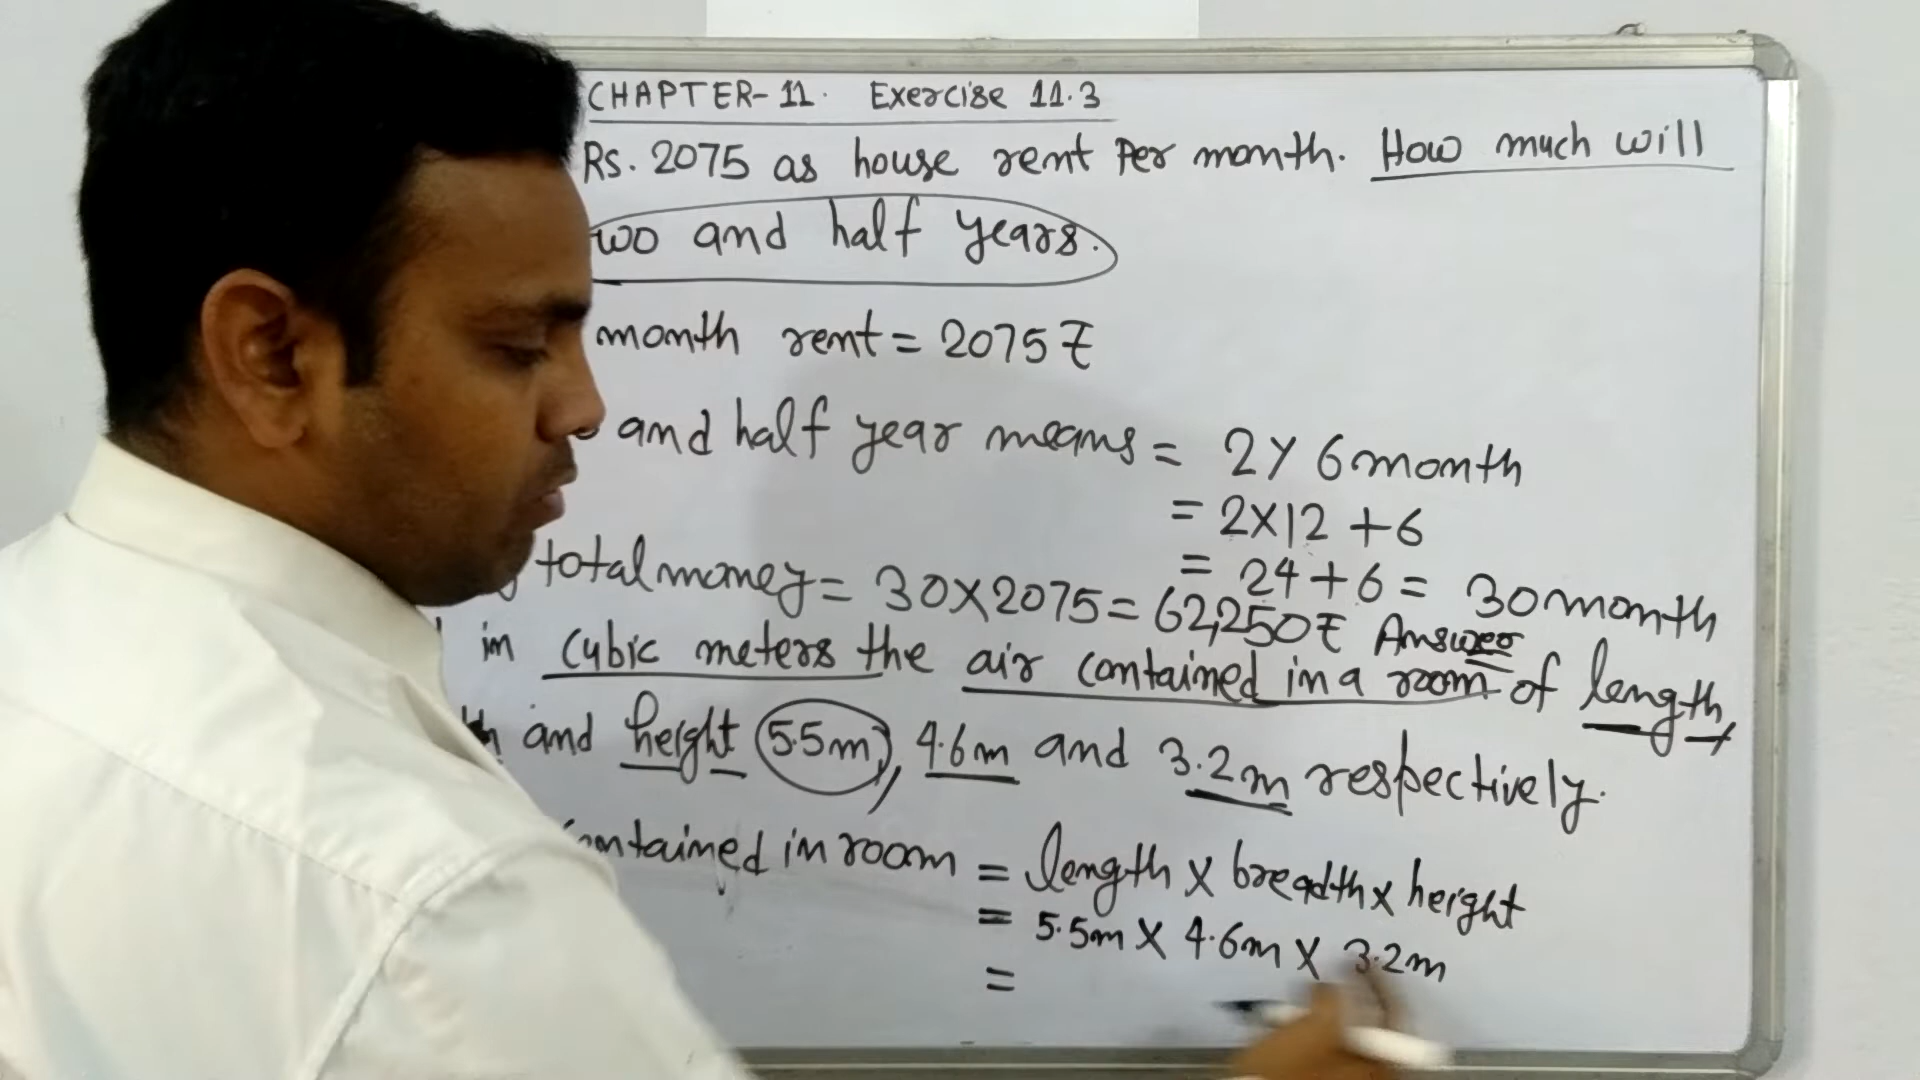 CHAPTER-11. Exercise 11.3
Rs. 2075 as house rent Per month. How much will
wo and half years.
month rent = 2075 ₹
and half year means = 2Y 6 month
= 2X12 + 6
= 24 + 6 = 30 month
total money = 30 X 2075 = 62,250 ₹ Answer
in cubic meters the air contained in a room of length,
and height 5.5m, 4.6m and 3.2m respectively.
ontained in room = length X breadth x height
= 5.5m X 4.6m X 3.2m
=